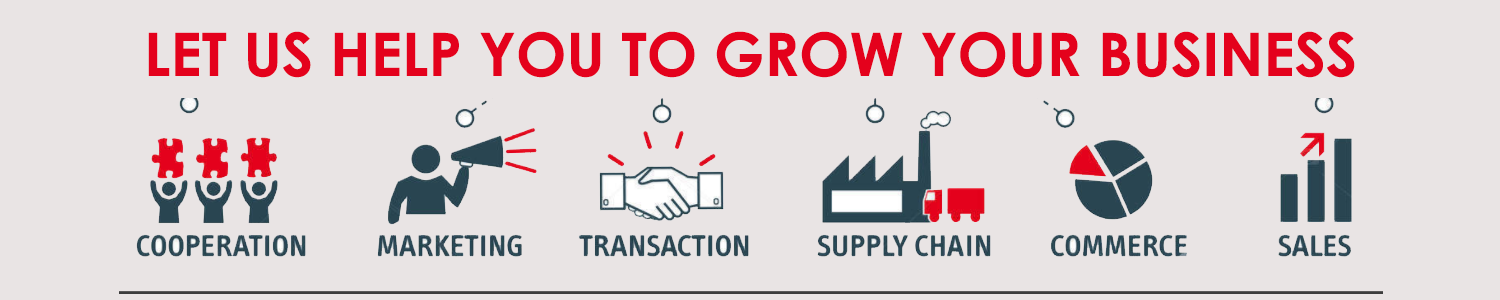 LET US HELP YOU TO GROW YOUR BUSINESS
COOPERATION MARKETING TRANSACTION SUPPLY CHAIN COMMERCE SALES